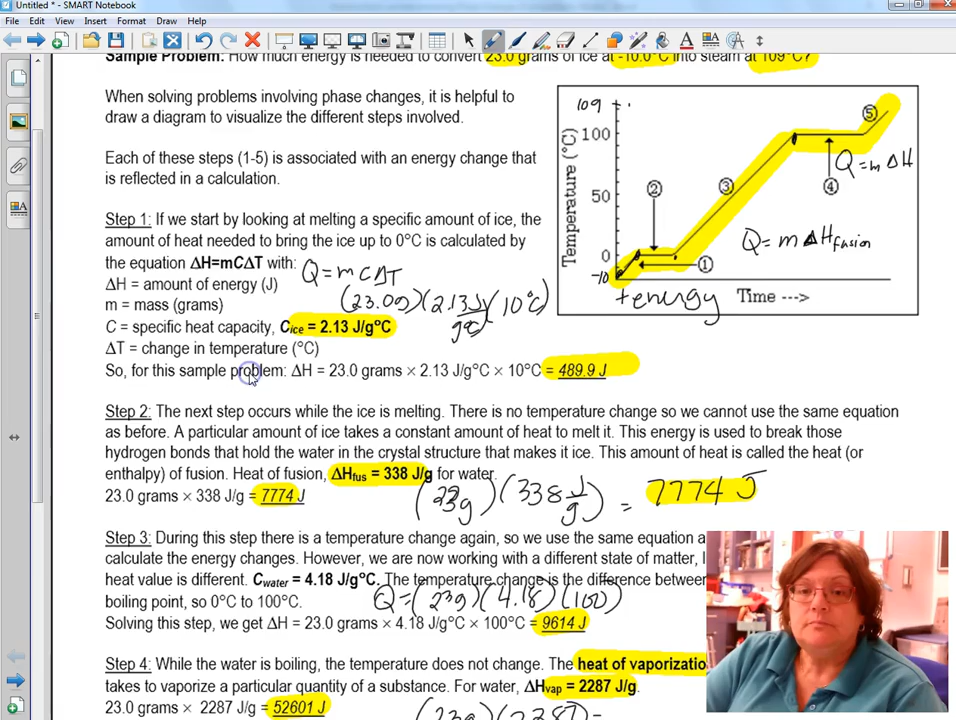 Untitled * - SMART Notebook
File Edit View Insert Format Draw Help
Sample Problem: How much energy is needed to convert 23.0 grams of ice at -10.0°C into steam at 109°C?
When solving problems involving phase changes, it is helpful to
draw a diagram to visualize the different steps involved.
Each of these steps (1-5) is associated with an energy change that
is reflected in a calculation.
Step 1: If we start by looking at melting a specific amount of ice, the
amount of heat needed to bring the ice up to 0°C is calculated by
the equation ΔH=mCΔT with:
Q = m C ΔT
ΔH = amount of energy (J)
(23.0g)(2.13 J/g°C)(10°C)
m = mass (grams)
C = specific heat capacity, Cice = 2.13 J/g°C
ΔT = change in temperature (°C)
So, for this sample problem: ΔH = 23.0 grams × 2.13 J/g°C × 10°C = 489.9 J
109
100
50
0
-10
Temperature (°C)
①
②
③
④
⑤
Q = m ΔH
Q = m ΔHfusion
+energy
Time --->
Step 2: The next step occurs while the ice is melting. There is no temperature change so we cannot use the same equation
as before. A particular amount of ice takes a constant amount of heat to melt it. This energy is used to break those
hydrogen bonds that hold the water in the crystal structure that makes it ice. This amount of heat is called the heat (or
enthalpy) of fusion. Heat of fusion, ΔHfus = 338 J/g for water.
23.0 grams × 338 J/g = 7774 J
(23g)(338 J/g) = 7774 J
Step 3: During this step there is a temperature change again, so we use the same equation a
calculate the energy changes. However, we are now working with a different state of matter,
heat value is different. Cwater = 4.18 J/g°C. The temperature change is the difference between
boiling point, so 0°C to 100°C.
Q = (23g)(4.18)(100)
Solving this step, we get ΔH = 23.0 grams × 4.18 J/g°C × 100°C = 9614 J
Step 4: While the water is boiling, the temperature does not change. The heat of vaporizatio
takes to vaporize a particular quantity of a substance. For water, ΔHvap = 2287 J/g.
23.0 grams × 2287 J/g = 52601 J
(23g)(2287) =